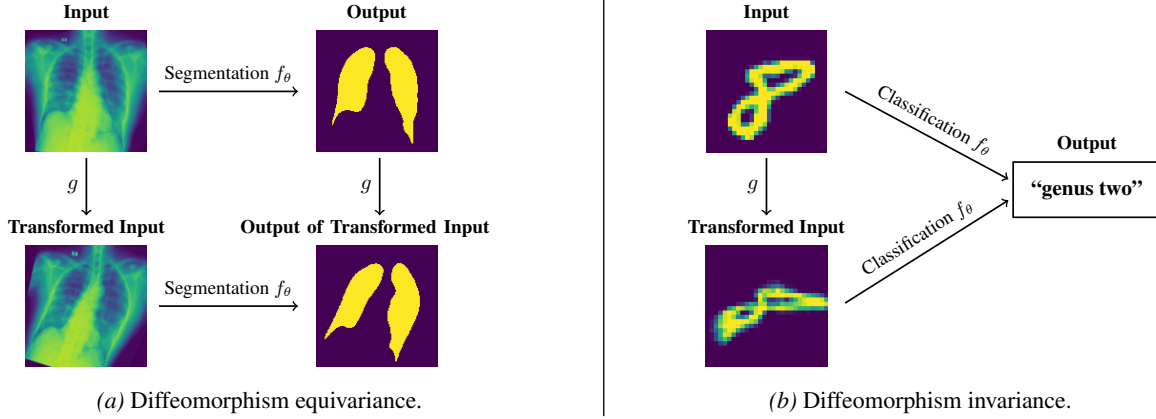 Input
Output
Segmentation fθ
g
g
Transformed Input
Output of Transformed Input
Segmentation fθ
(a) Diffeomorphism equivariance.
Input
Classification fθ
g
Output
“genus two”
Transformed Input
Classification fθ
(b) Diffeomorphism invariance.